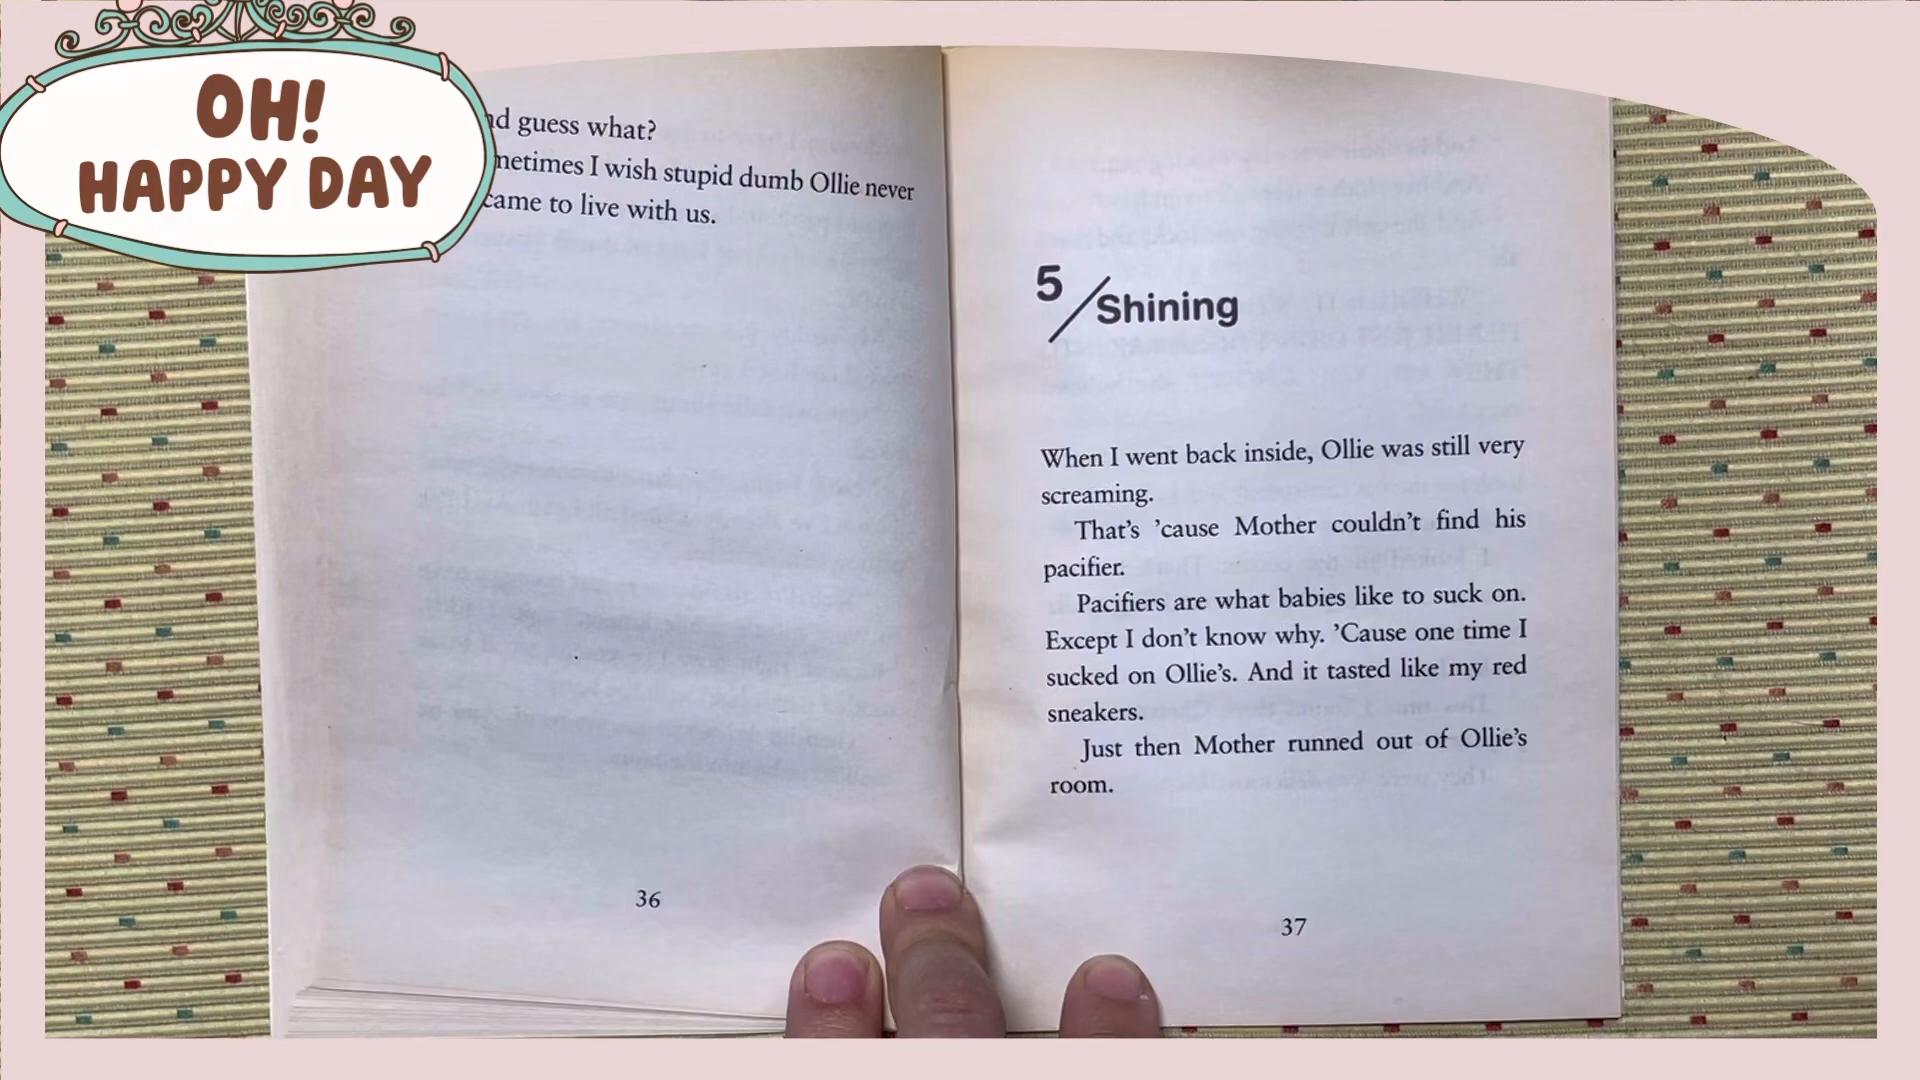 OH!
HAPPY DAY
guess what?
I wish stupid dumb Ollie never
came to live with us.
36
5/Shining
When I went back inside, Ollie was still very
screaming.
That's 'cause Mother couldn't find his
pacifier.
Pacifiers are what babies like to suck on.
Except I don't know why. 'Cause one time I
sucked on Ollie's. And it tasted like my red
sneakers.
Just then Mother runned out of Ollie's
room.
37